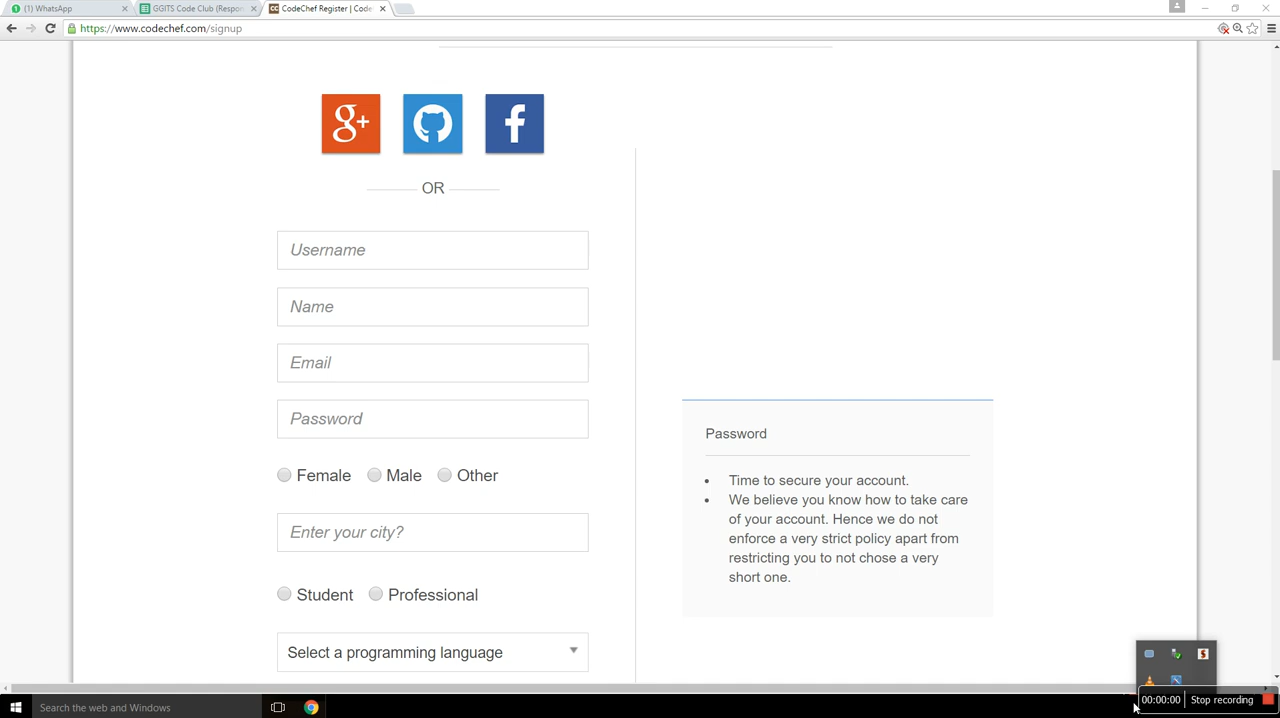 (1) WhatsApp
GGITS Code Club (Respon
CodeChef Register | Code
https://www.codechef.com/signup
g+
f
OR
Username
Name
Email
Password
Female Male Other
Enter your city?
Student Professional
Select a programming language
Password
Time to secure your account.
We believe you know how to take care
of your account. Hence we do not
enforce a very strict policy apart from
restricting you to not chose a very
short one.
00:00:00 Stop recording
Search the web and Windows